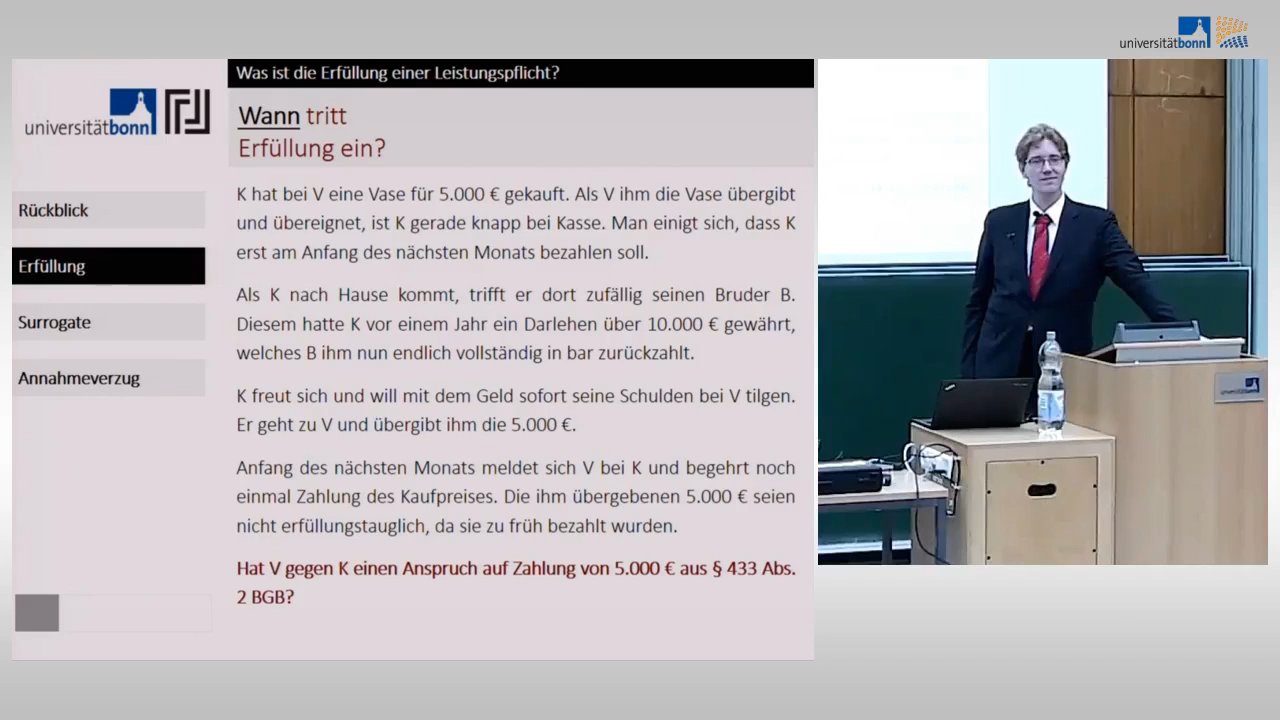 universitätbonn
Was ist die Erfüllung einer Leistungspflicht?
universitätbonn
Wann tritt
Erfüllung ein?
Rückblick
Erfüllung
Surrogate
Annahmeverzug
K hat bei V eine Vase für 5.000 € gekauft. Als V ihm die Vase übergibt
und übereignet, ist K gerade knapp bei Kasse. Man einigt sich, dass K
erst am Anfang des nächsten Monats bezahlen soll.
Als K nach Hause kommt, trifft er dort zufällig seinen Bruder B.
Diesem hatte K vor einem Jahr ein Darlehen über 10.000 € gewährt,
welches B ihm nun endlich vollständig in bar zurückzahlt.
K freut sich und will mit dem Geld sofort seine Schulden bei V tilgen.
Er geht zu V und übergibt ihm die 5.000 €.
Anfang des nächsten Monats meldet sich V bei K und begehrt noch
einmal Zahlung des Kaufpreises. Die ihm übergebenen 5.000 € seien
nicht erfüllungstauglich, da sie zu früh bezahlt wurden.
Hat V gegen K einen Anspruch auf Zahlung von 5.000 € aus § 433 Abs.
2 BGB?